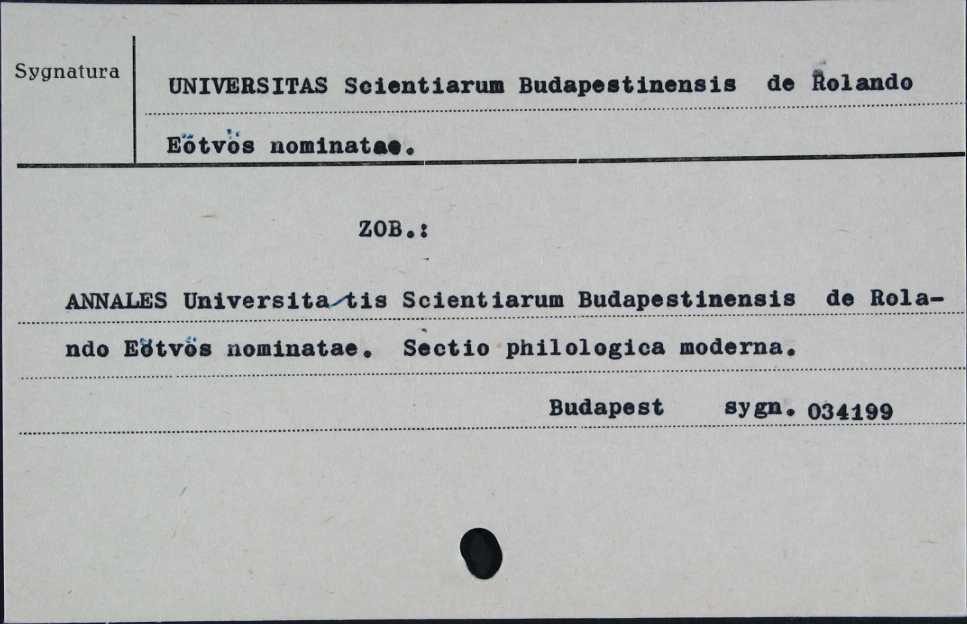 Sygnatura
UNIVERSITAS Scientiarum Budapestinensis de Rolando
Eötvös nominatae.
ZOB.:
ANNALES Universitatis Scientiarum Budapestinensis de Rola-
ndo Eötvös nominatae. Sectio philologica moderna.
Budapest sygn. 034199